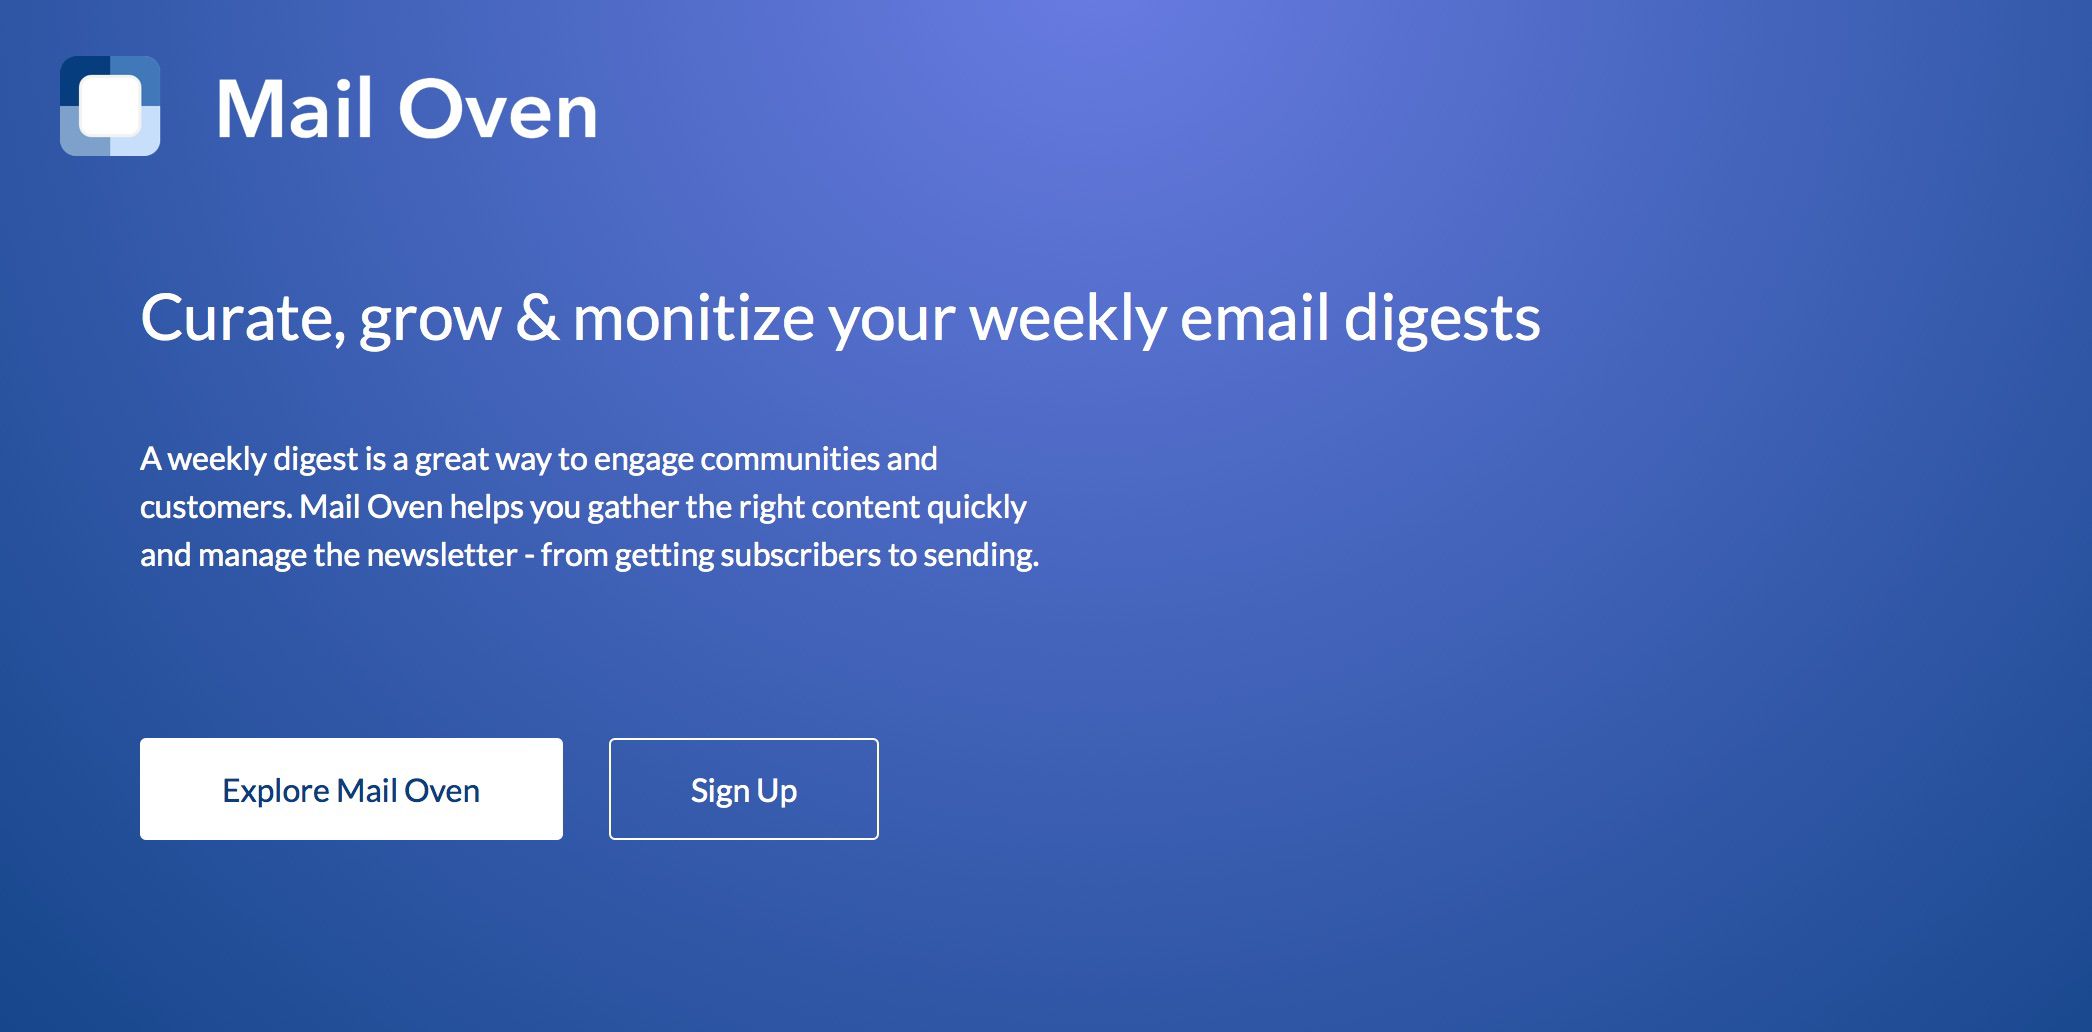 Mail Oven
Curate, grow & monitize your weekly email digests
A weekly digest is a great way to engage communities and
customers. Mail Oven helps you gather the right content quickly
and manage the newsletter - from getting subscribers to sending.
Explore Mail Oven
Sign Up